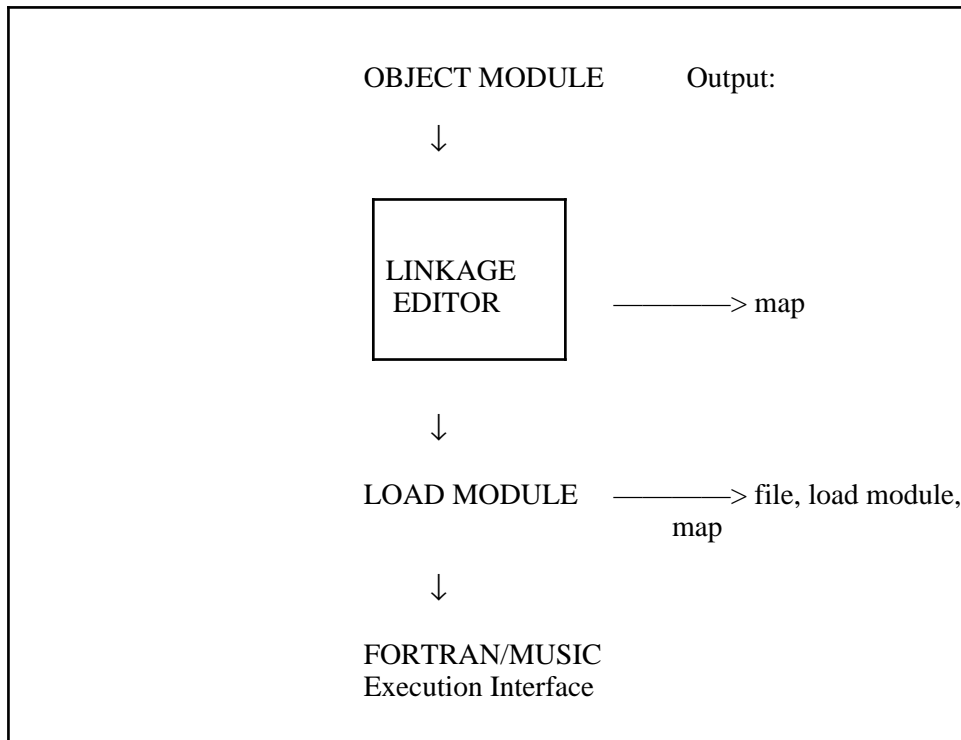 OBJECT MODULE Output:
↓
LINKAGE
EDITOR ————> map
↓
LOAD MODULE ————> file, load module,
map
↓
FORTRAN/MUSIC
Execution Interface